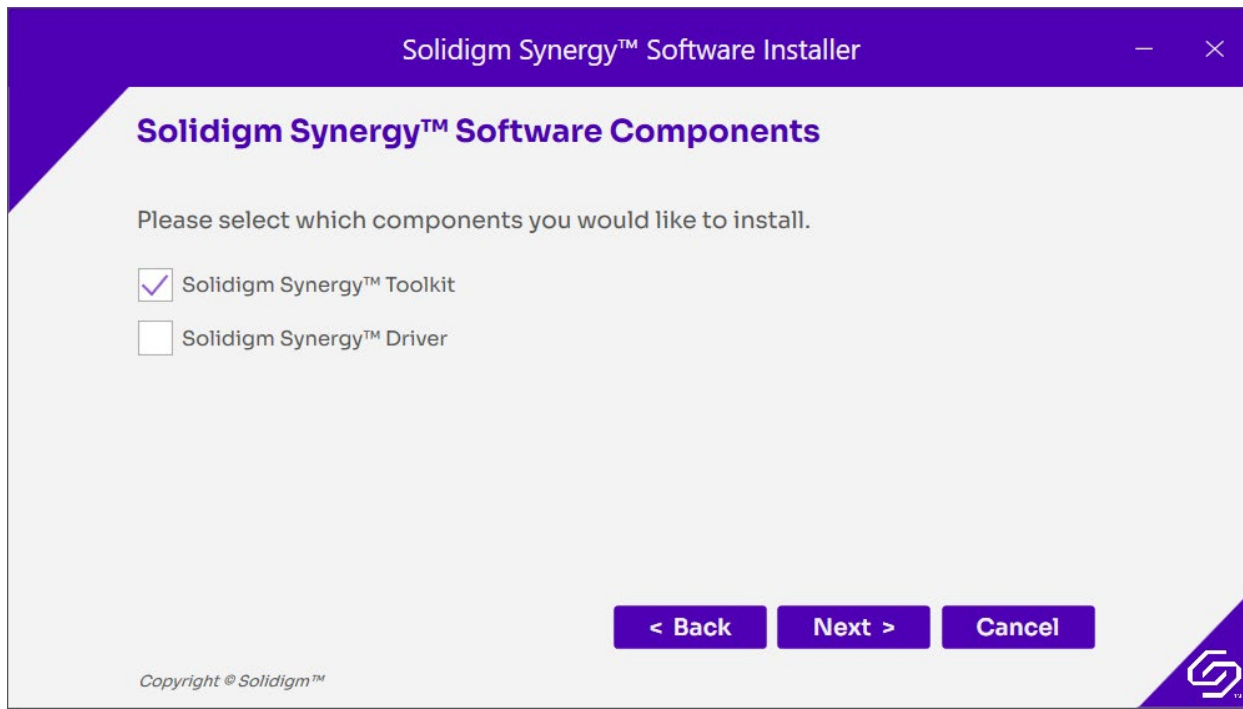 Solidigm Synergy™ Software Installer
Solidigm Synergy™ Software Components
Please select which components you would like to install.
Solidigm Synergy™ Toolkit
Solidigm Synergy™ Driver
< Back Next > Cancel
Copyright © Solidigm™
™